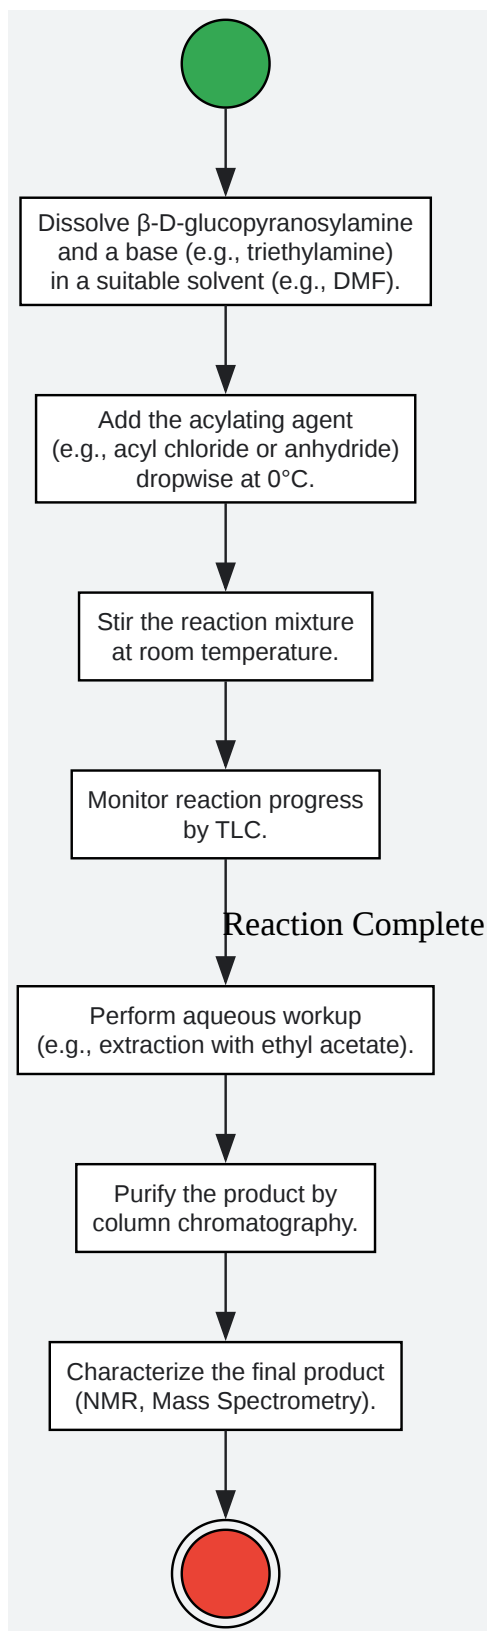 Dissolve β-D-glucopyranosylamine
and a base (e.g., triethylamine)
in a suitable solvent (e.g., DMF).
Add the acylating agent
(e.g., acyl chloride or anhydride)
dropwise at 0°C.
Stir the reaction mixture
at room temperature.
Monitor reaction progress
by TLC.
Reaction Complete
Perform aqueous workup
(e.g., extraction with ethyl acetate).
Purify the product by
column chromatography.
Characterize the final product
(NMR, Mass Spectrometry).